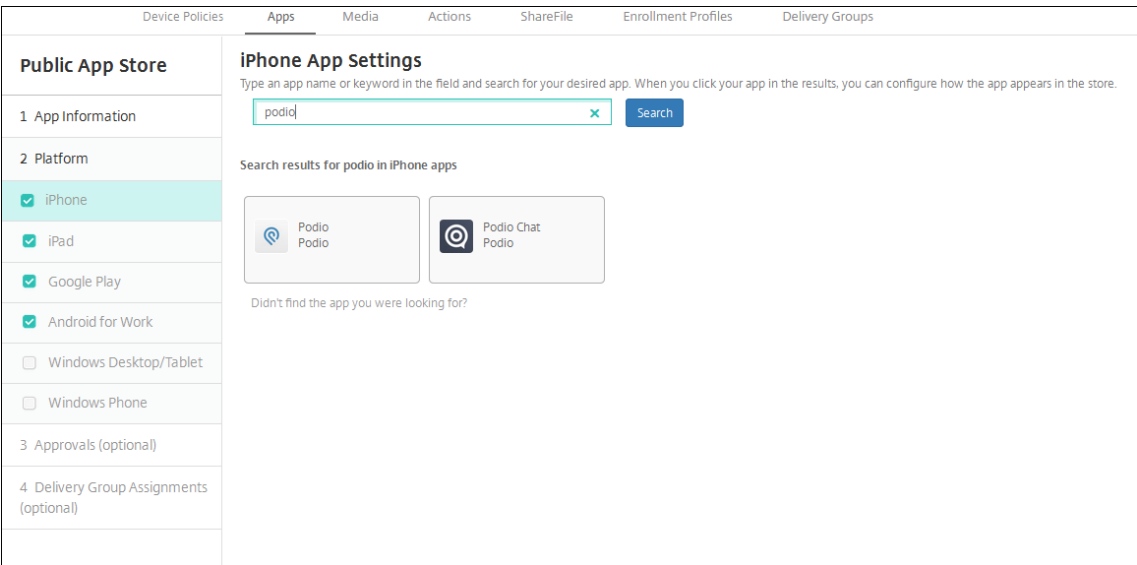 Device Policies Apps Media Actions ShareFile Enrollment Profiles Delivery Groups
Public App Store
1 App Information
2 Platform
iPhone
iPad
Google Play
Android for Work
Windows Desktop/Tablet
Windows Phone
3 Approvals (optional)
4 Delivery Group Assignments
(optional)
iPhone App Settings
Type an app name or keyword in the field and search for your desired app. When you click your app in the results, you can configure how the app appears in the store.
podio Search
Search results for podio in iPhone apps
Podio
Podio
Podio Chat
Podio
Didn't find the app you were looking for?